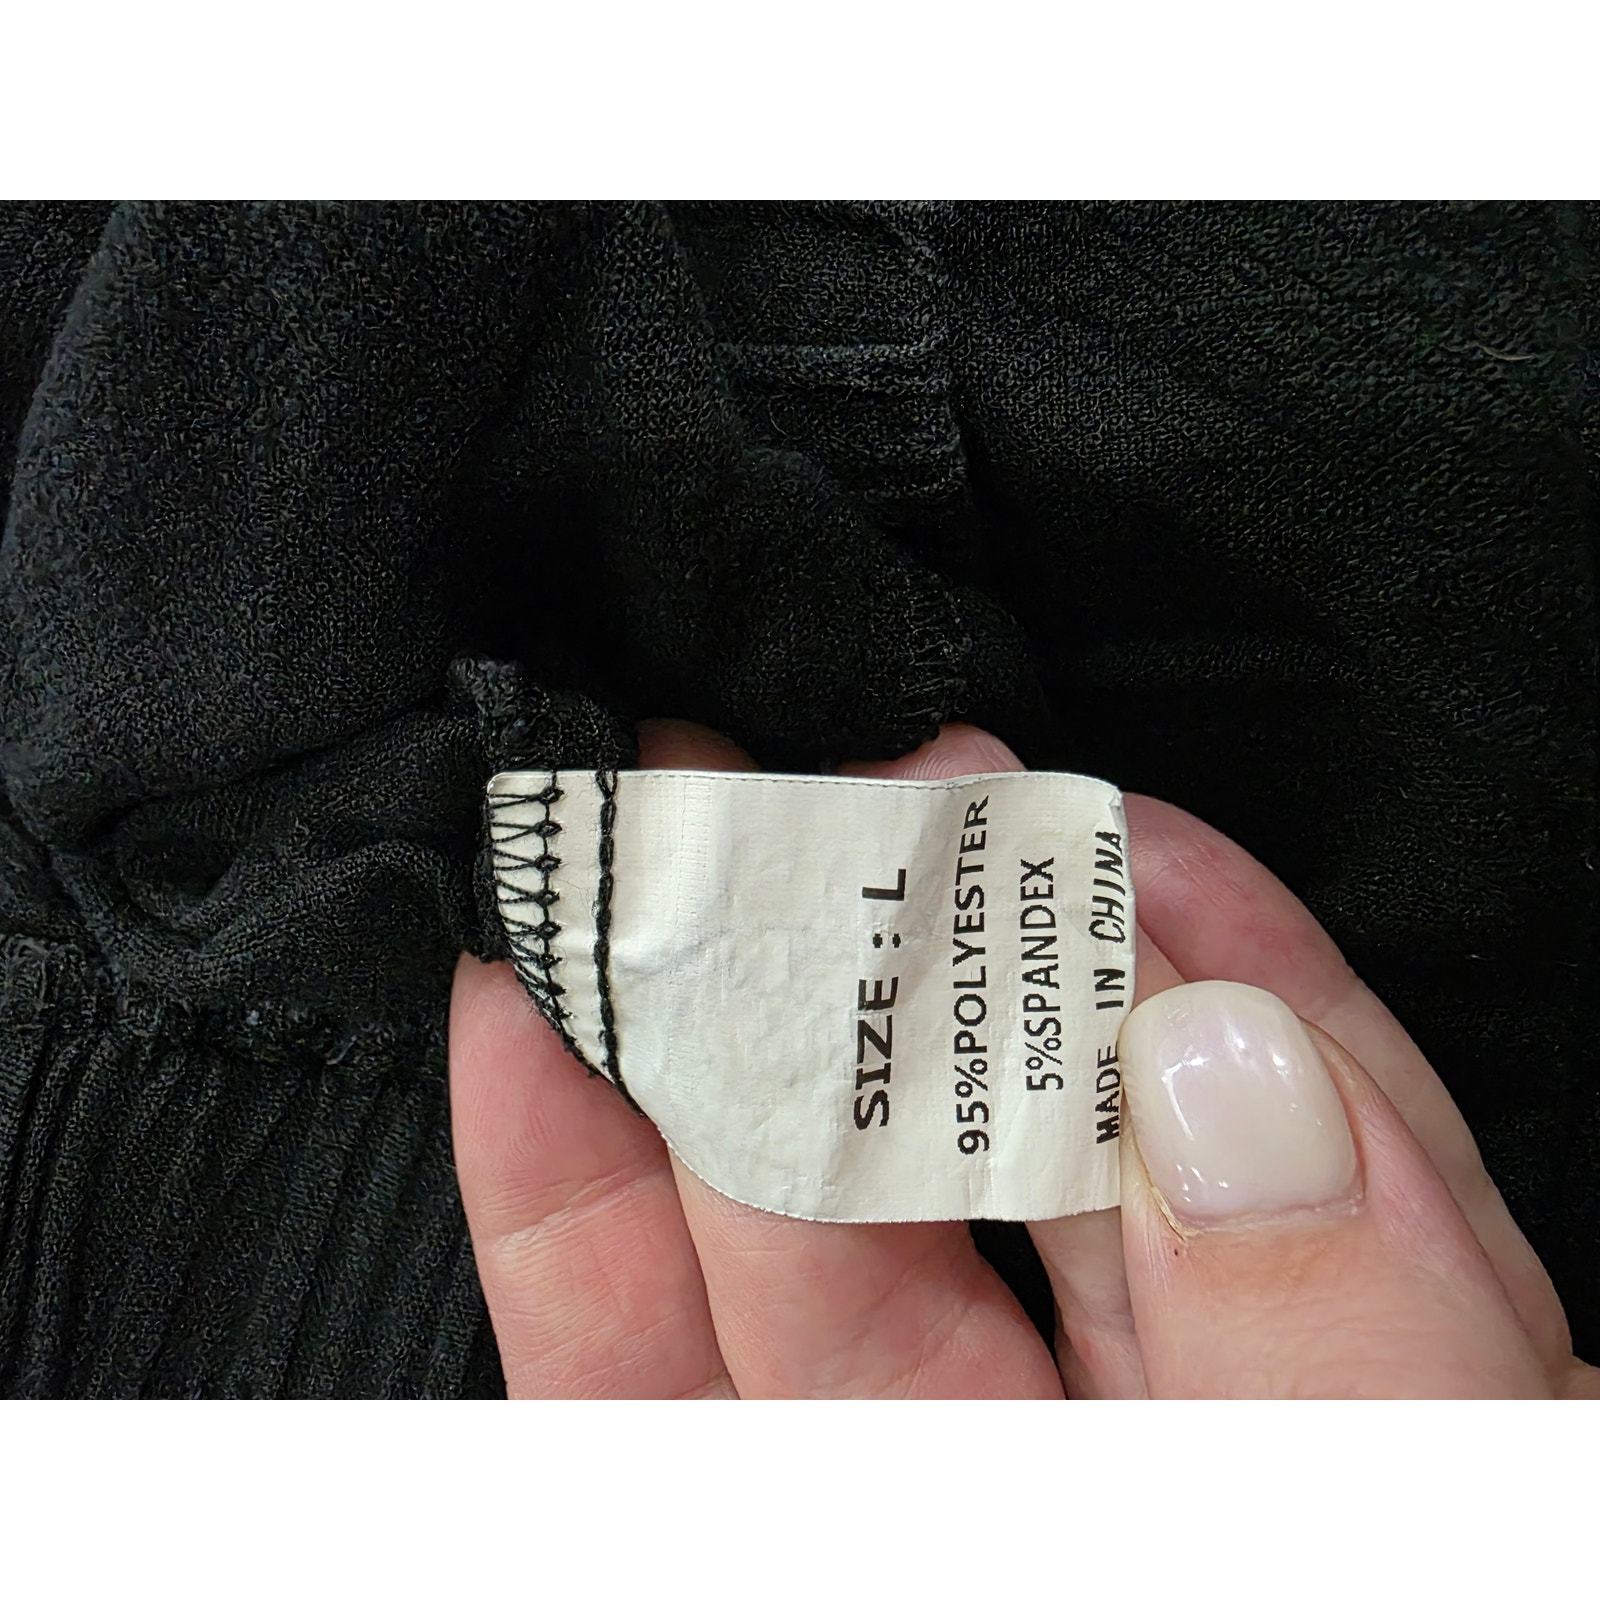 SIZE : L
95%POLYESTER
5%SPANDEX
MADE IN CHINA